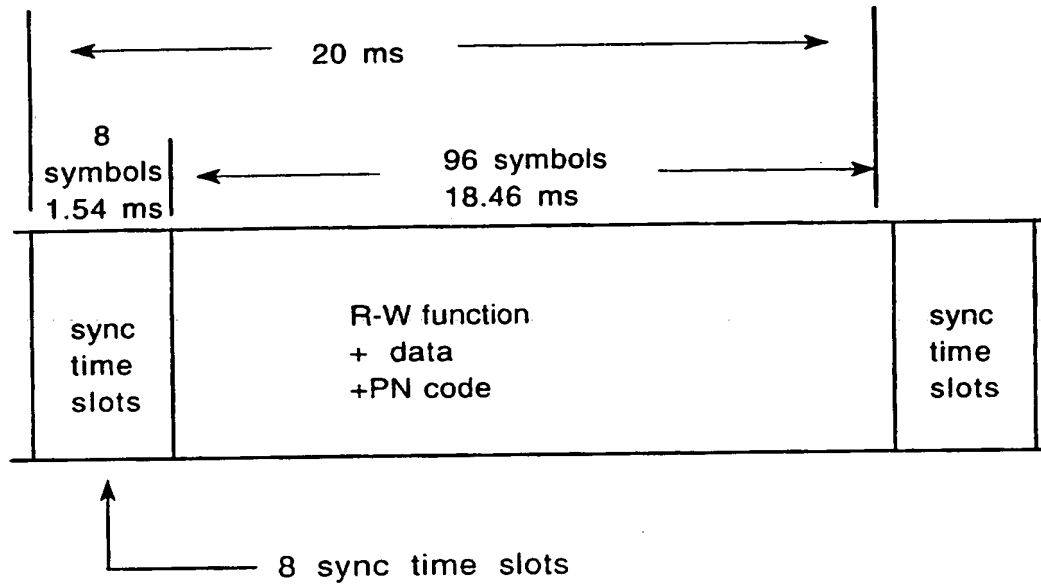 20 ms
8
symbols
1.54 ms
96 symbols
18.46 ms
sync
time
slots
R-W function
+ data
+PN code
sync
time
slots
8 sync time slots